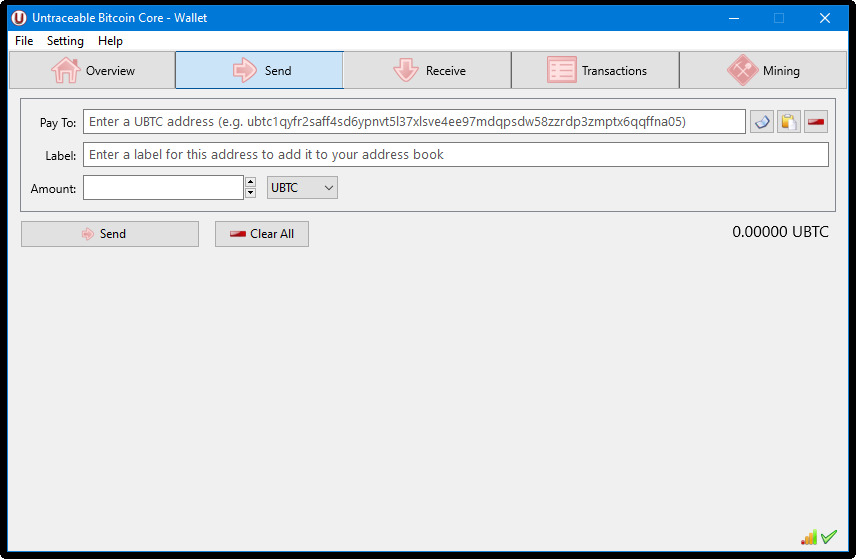 Untraceable Bitcoin Core - Wallet
File Setting Help
Overview Send Receive Transactions Mining
Pay To: Enter a UBTC address (e.g. ubtc1qyfr2saff4sd6ypnvt5l37xlsve4ee97mdqpsdw58zzrdp3zmptx6qqffna05)
Label: Enter a label for this address to add it to your address book
Amount: UBTC
Send Clear All 0.00000 UBTC